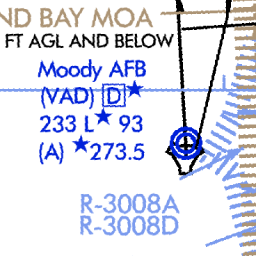 ND BAY MOA
FT AGL AND BELOW
Moody AFB
(VAD) D★
233 L★ 93
(A) ★273.5
R-3008A
R-3008D